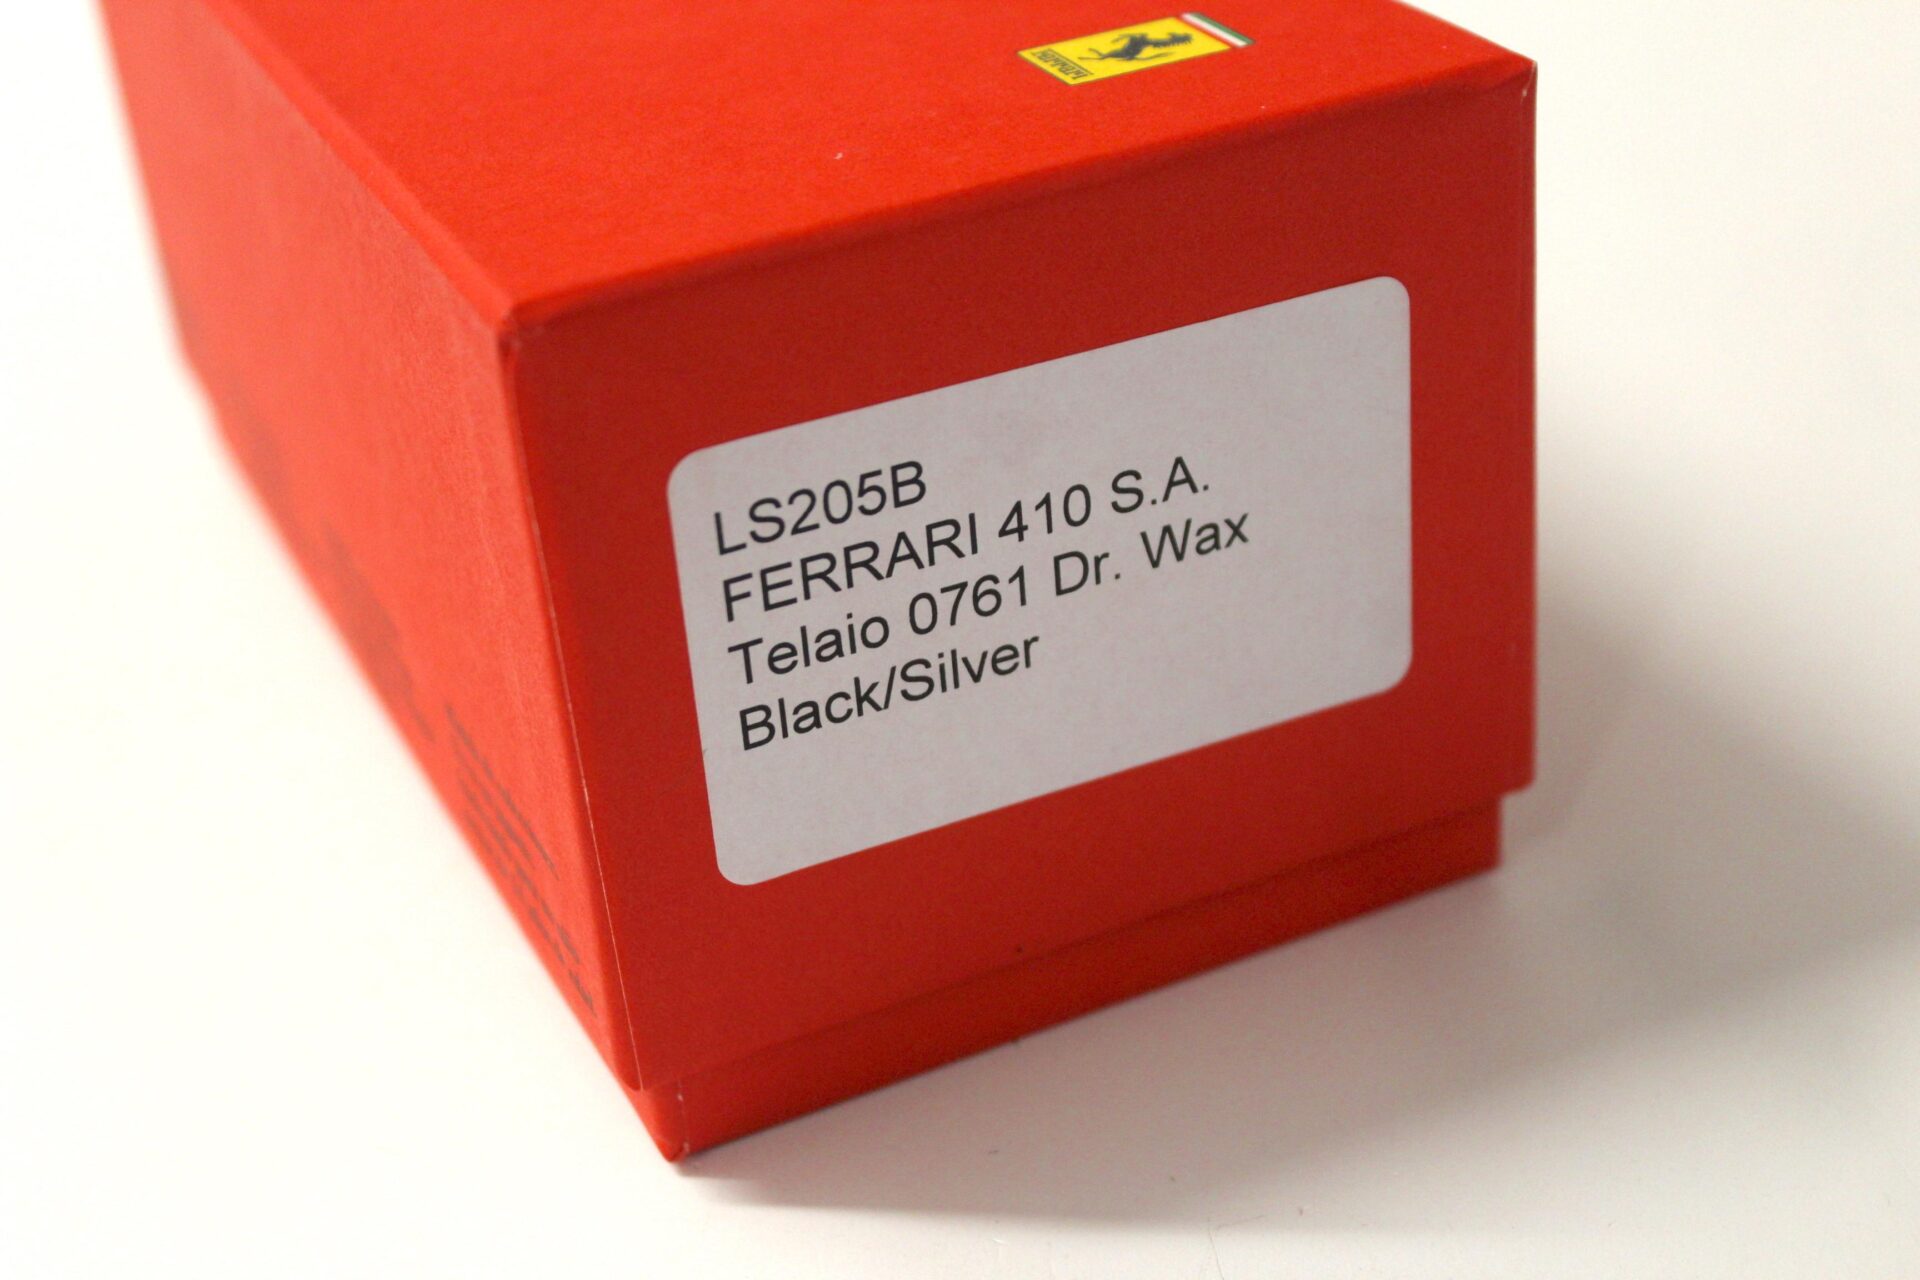 LS205B
FERRARI 410 S.A.
Telaio 0761 Dr. Wax
Black/Silver